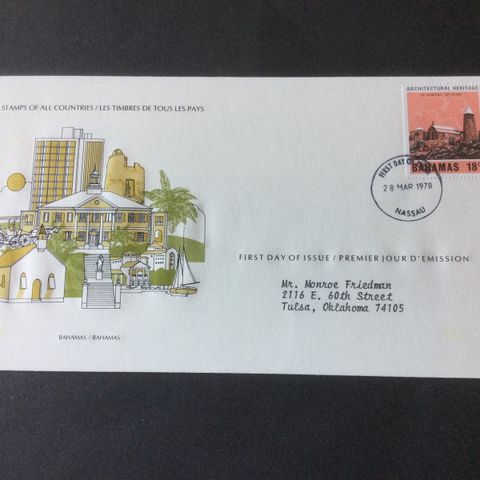 STAMPS OF ALL COUNTRIES / LES TIMBRES DE TOUS LES PAYS
ARCHITECTURAL HERITAGE
BAHAMAS 18c
FIRST DAY OF
28 MAR 1978
NASSAU
FIRST DAY OF ISSUE / PREMIER JOUR D'ÉMISSION
Mr. Monroe Friedman
2116 E. 60th Street
Tulsa, Oklahoma 74105
BAHAMAS / BAHAMAS